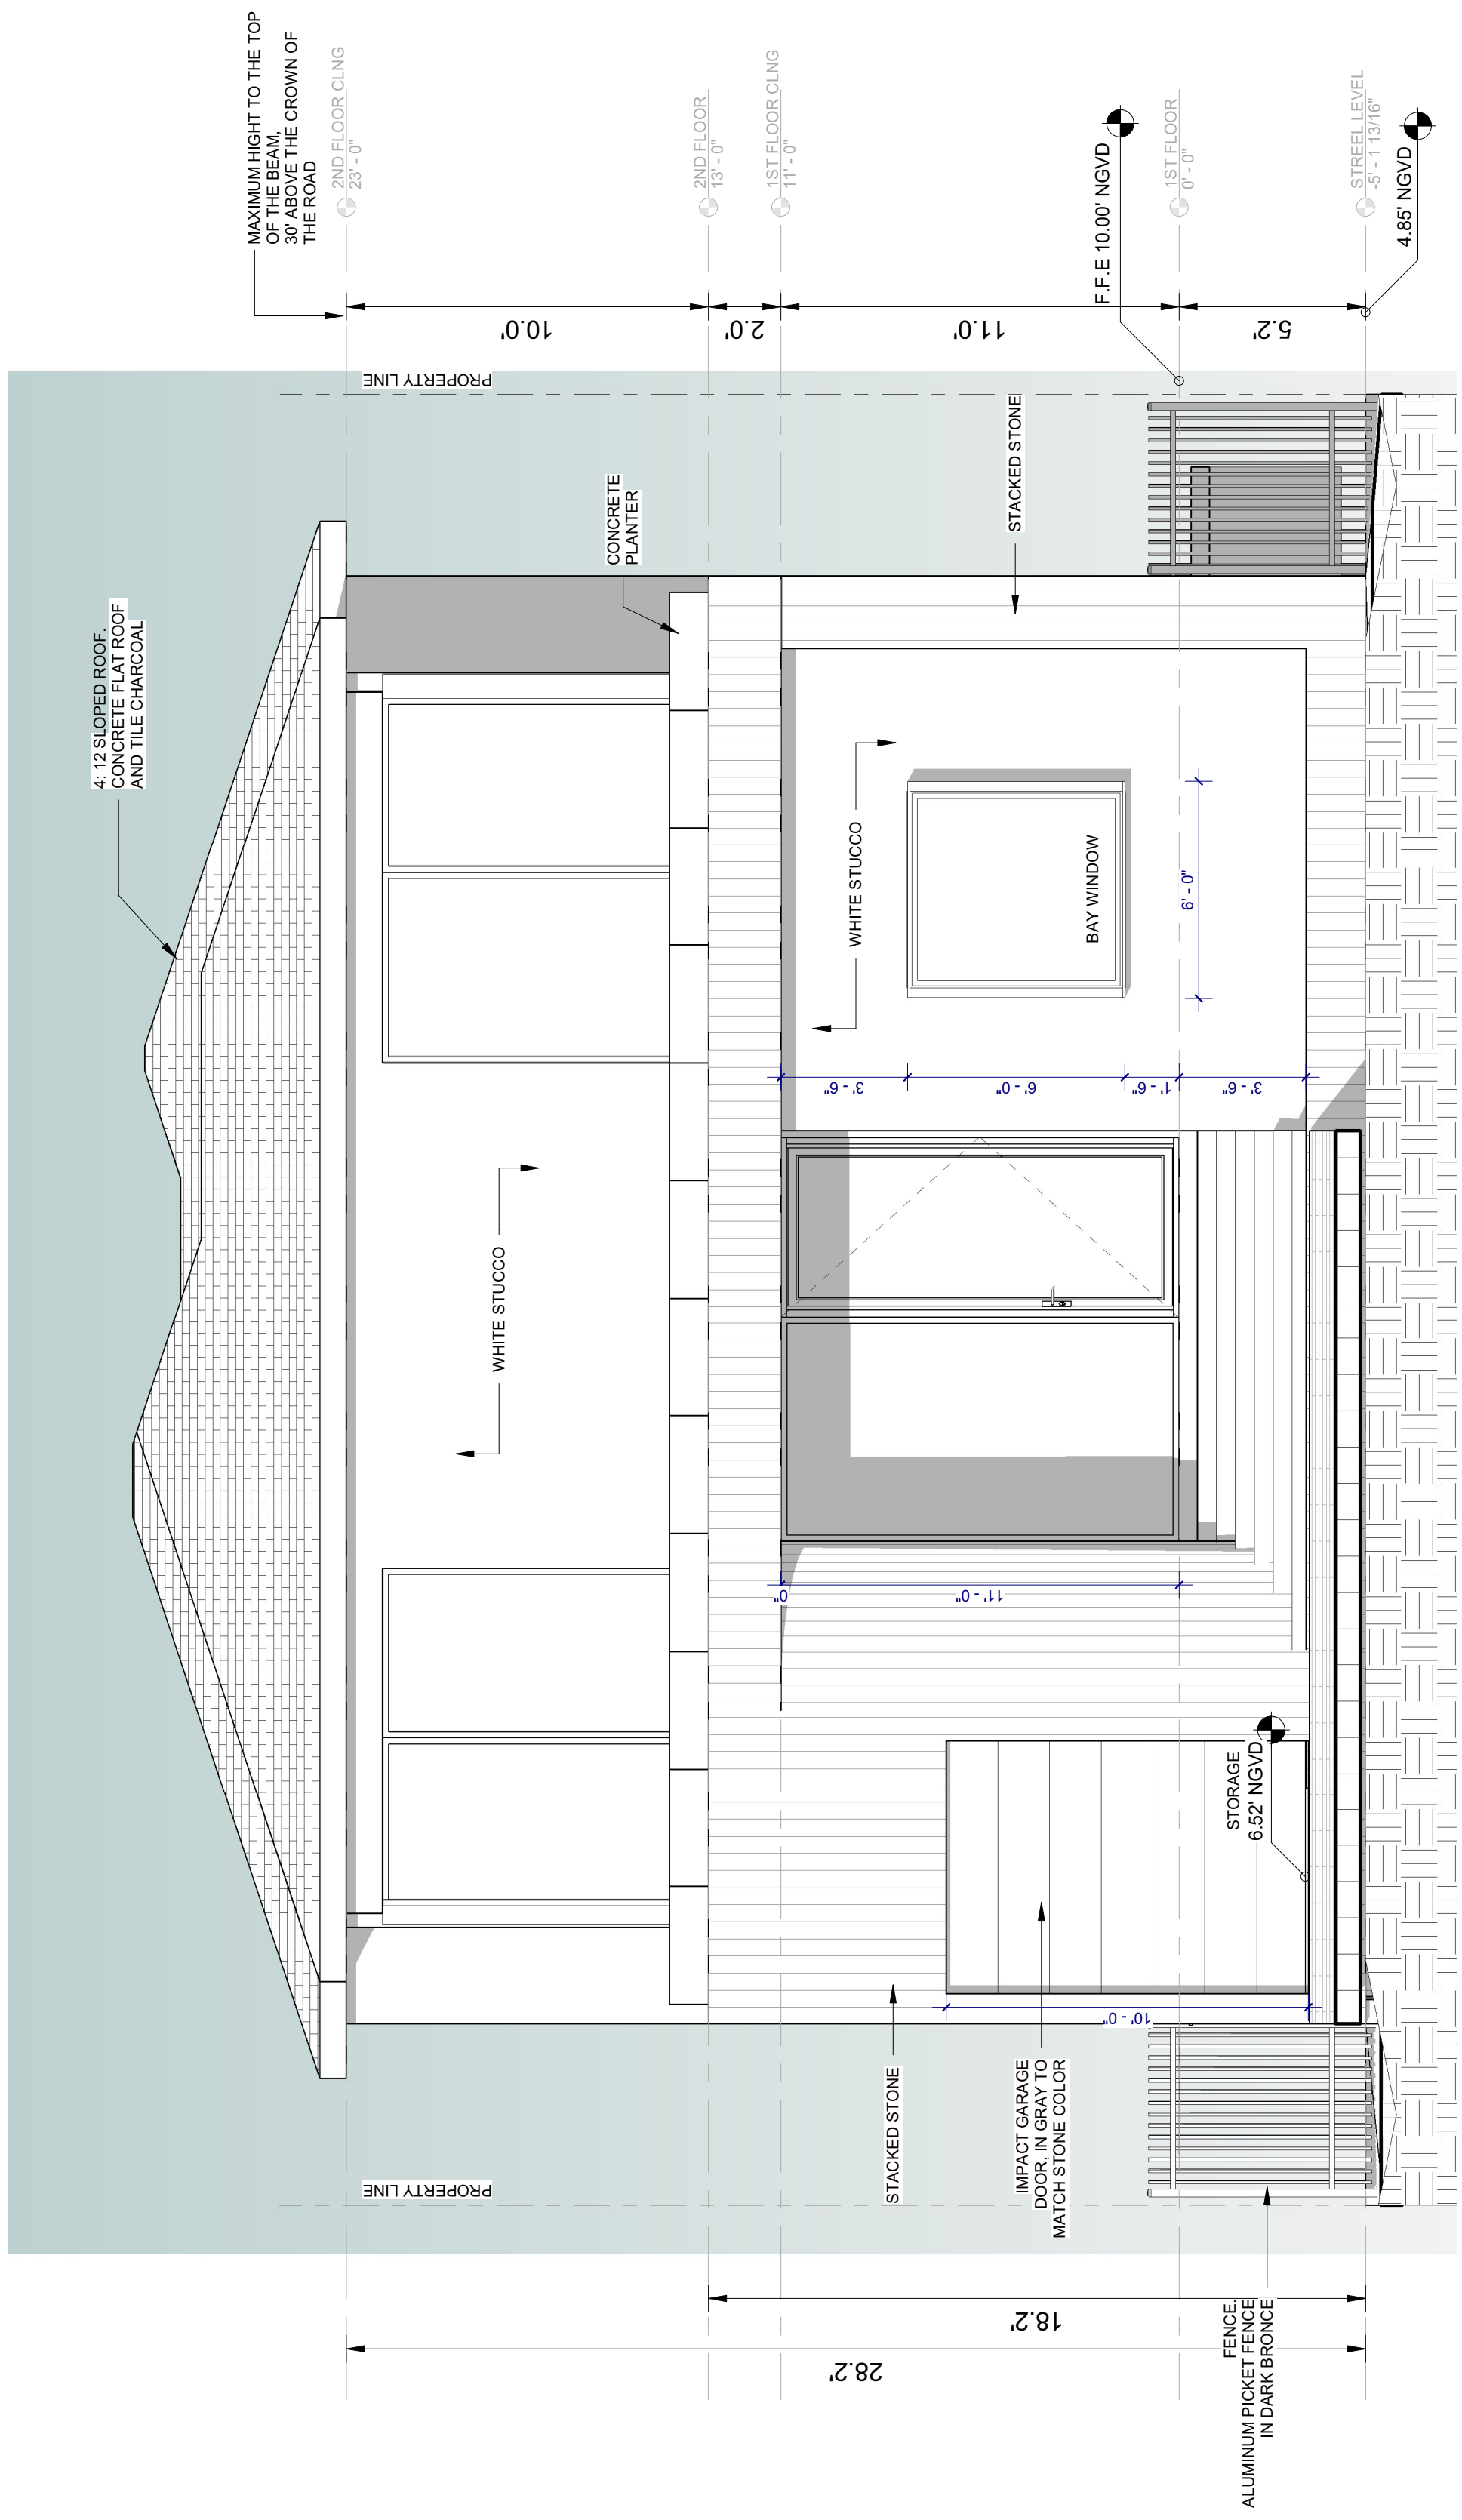 MAXIMUM HIGHT TO THE TOP
OF THE BEAM,
30' ABOVE THE CROWN OF
THE ROAD
2ND FLOOR CLNG
23' - 0"
2ND FLOOR
13' - 0"
1ST FLOOR CLNG
11' - 0"
F.F.E 10.00' NGVD
1ST FLOOR
0' - 0"
STREEL LEVEL
-5' - 1 13/16"
4.85' NGVD
10.0'
2.0'
11.0'
5.2'
PROPERTY LINE
4: 12 SLOPED ROOF.
CONCRETE FLAT ROOF
AND TILE CHARCOAL
CONCRETE
PLANTER
STACKED STONE
WHITE STUCCO
BAY WINDOW
6' - 0"
3' - 6"
6' - 0"
1' - 6"
3' - 6"
WHITE STUCCO
0"
11' - 0"
STORAGE
6.52' NGVD
10' - 0"
STACKED STONE
IMPACT GARAGE
DOOR, IN GRAY TO
MATCH STONE COLOR
PROPERTY LINE
18.2'
28.2'
FENCE.
ALUMINUM PICKET FENCE
IN DARK BRONCE